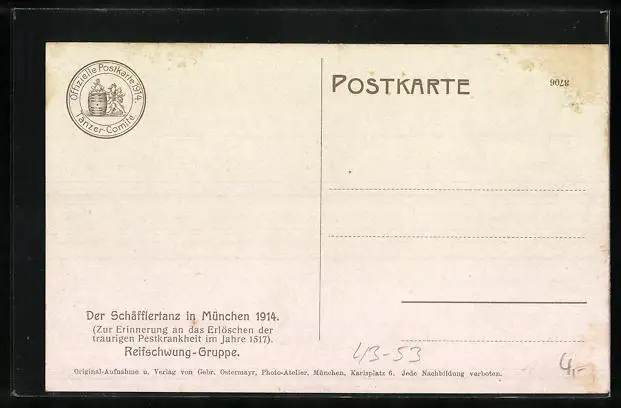 Offizielle Postkarte 1914.
Tänzer-Comité
POSTKARTE
8706
Der Schäfflertanz in München 1914.
(Zur Erinnerung an das Erlöschen der
traurigen Pestkrankheit im Jahre 1517).
Reifschwung-Gruppe.
43-53
4,-
Original-Aufnahme u. Verlag von Gebr. Ostermayr, Photo-Atelier, München, Karlsplatz 6. Jede Nachbildung verboten.